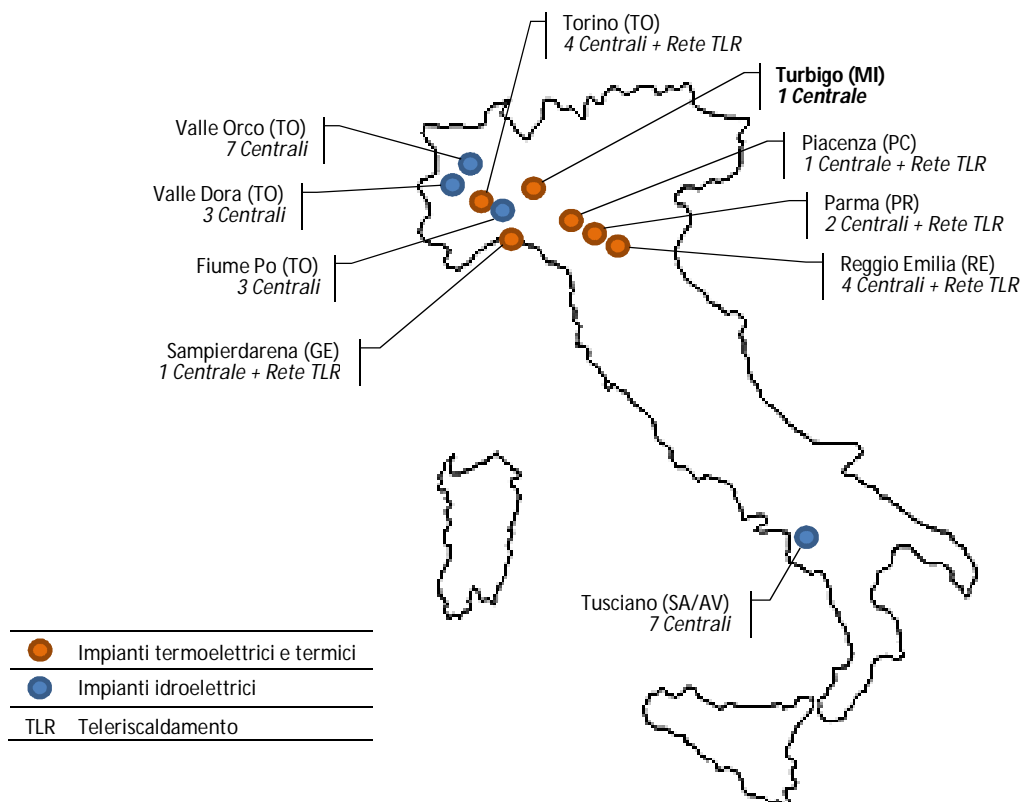 Torino (TO)
4 Centrali + Rete TLR
Turbigo (MI)
1 Centrale
Valle Orco (TO)
7 Centrali
Piacenza (PC)
1 Centrale + Rete TLR
Valle Dora (TO)
3 Centrali
Parma (PR)
2 Centrali + Rete TLR
Fiume Po (TO)
3 Centrali
Reggio Emilia (RE)
4 Centrali + Rete TLR
Sampierdarena (GE)
1 Centrale + Rete TLR
Tusciano (SA/AV)
7 Centrali
Impianti termoelettrici e termici
Impianti idroelettrici
TLR Teleriscaldamento